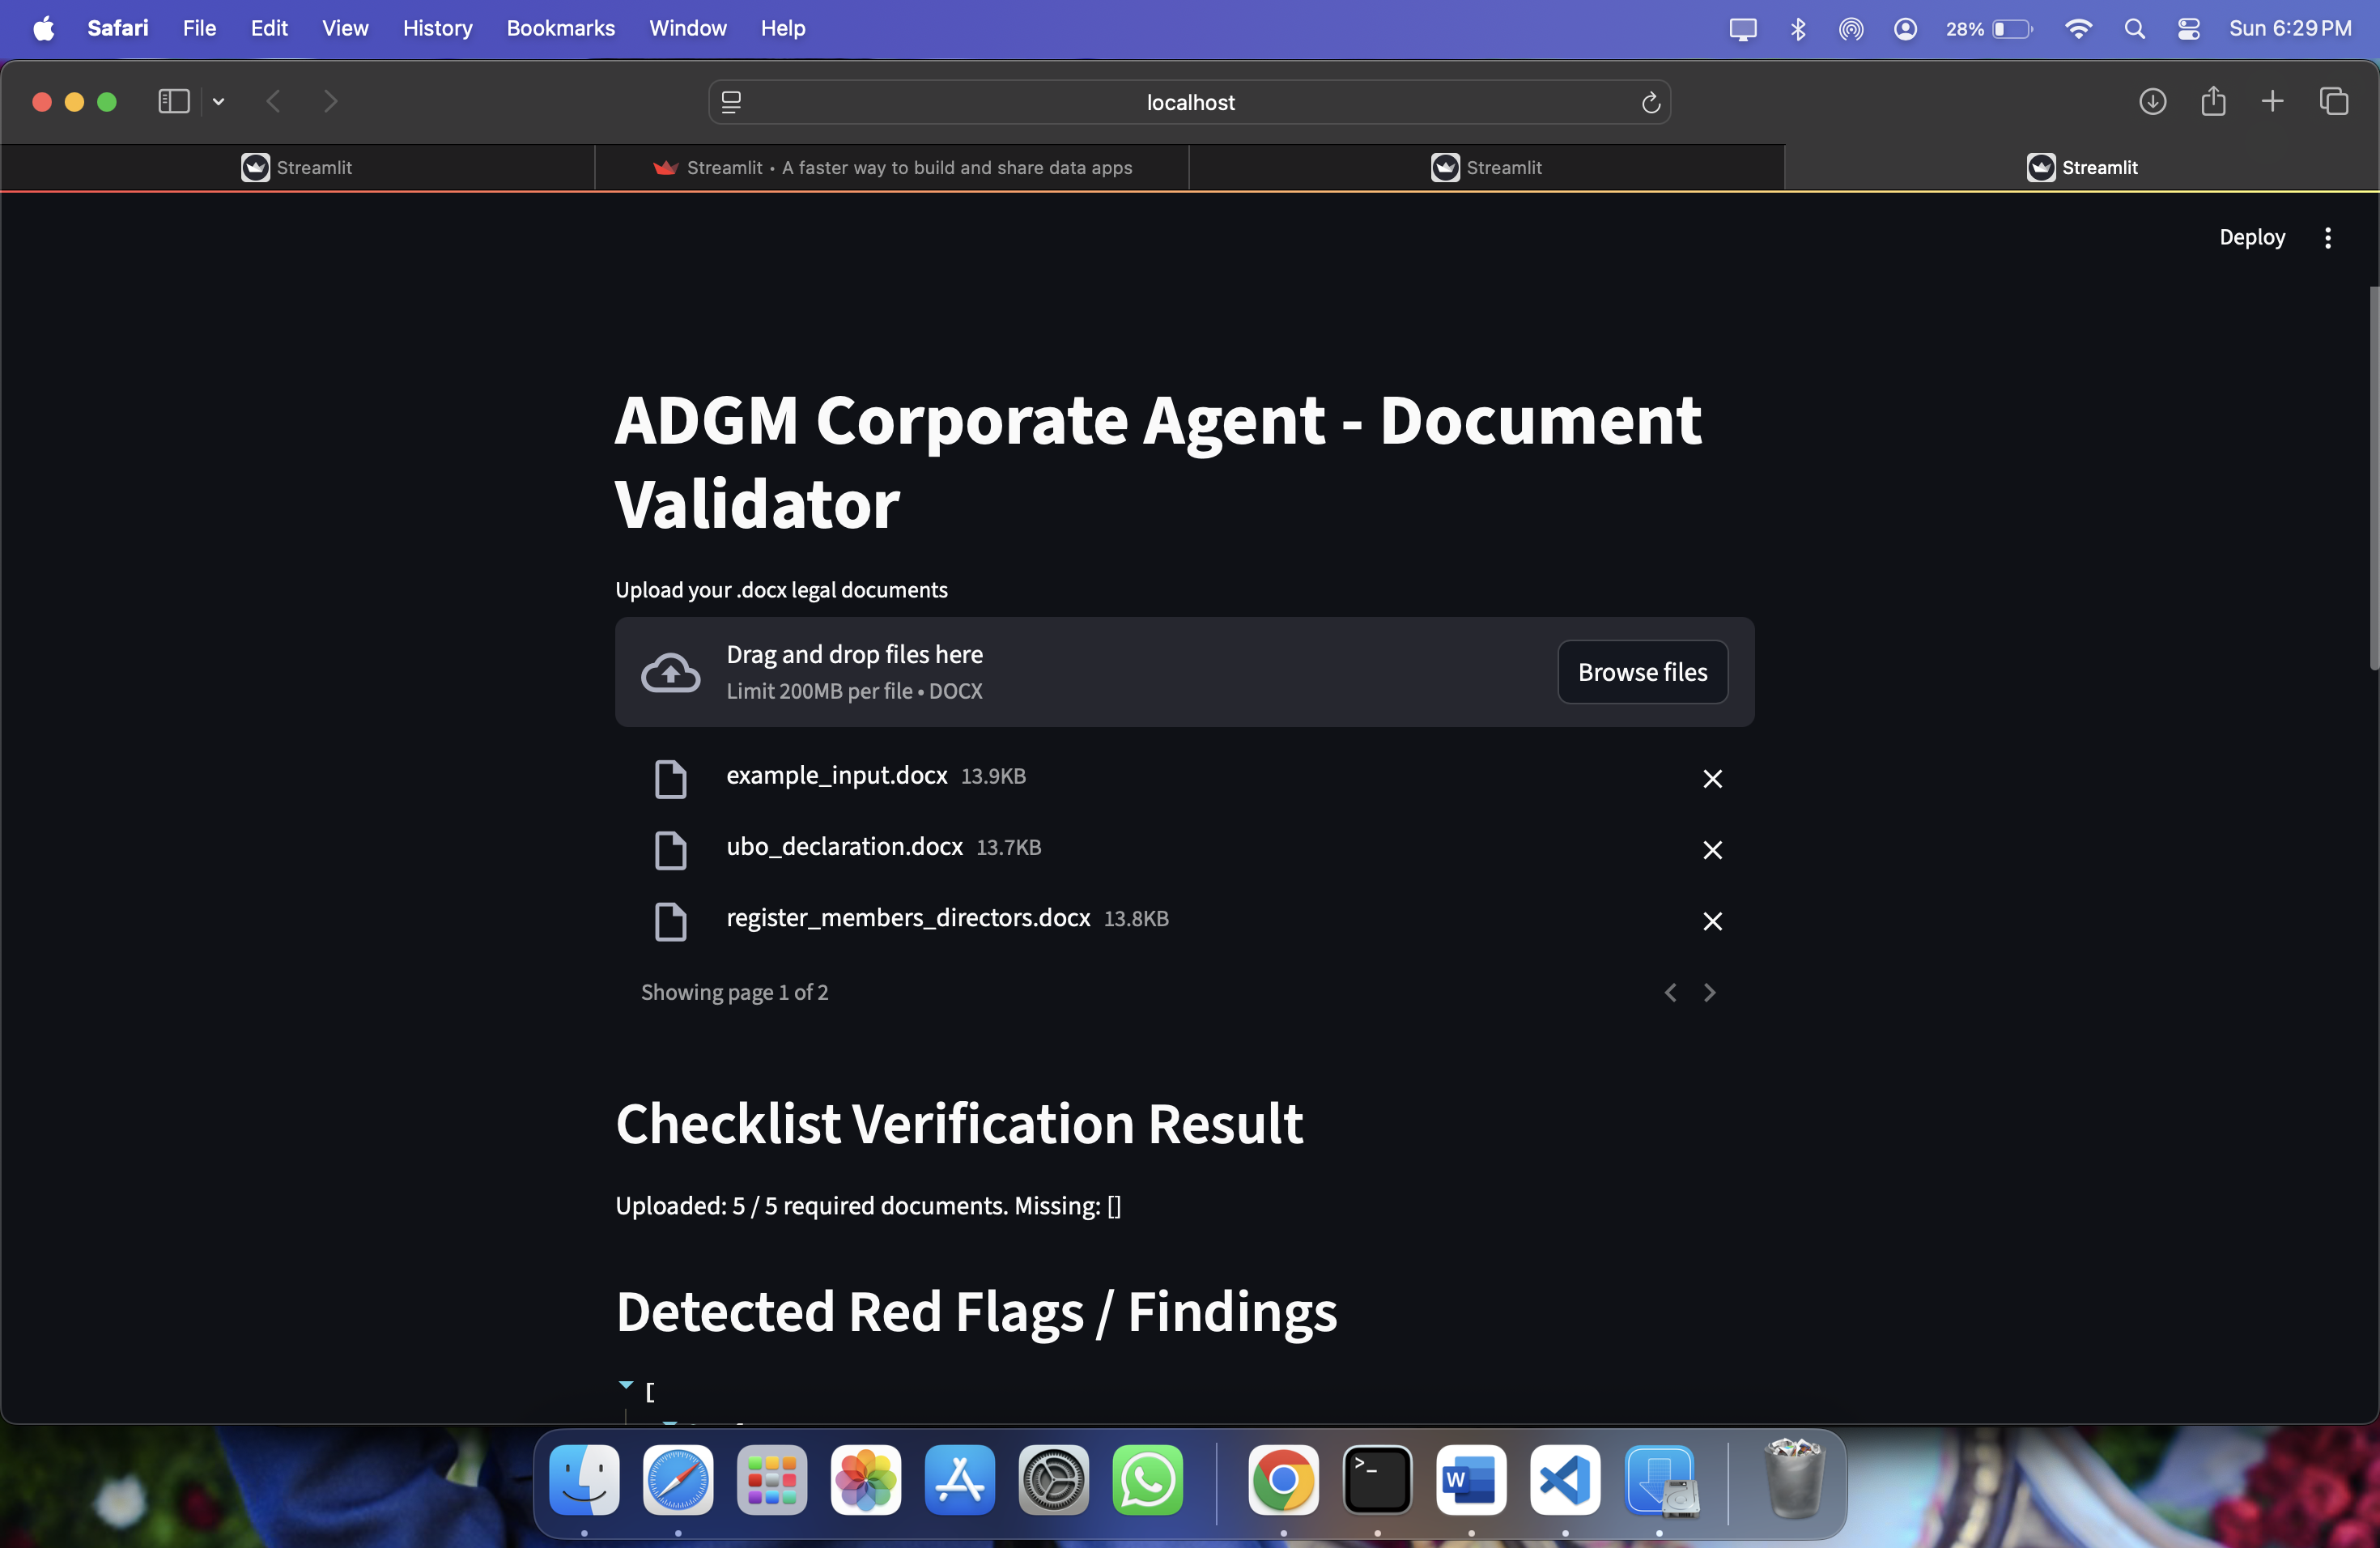 Safari File Edit View History Bookmarks Window Help 28% Sun 6:29 PM
localhost
Streamlit Streamlit • A faster way to build and share data apps Streamlit Streamlit
Deploy
ADGM Corporate Agent - Document
Validator
Upload your .docx legal documents
Drag and drop files here
Limit 200MB per file • DOCX
Browse files
example_input.docx 13.9KB
ubo_declaration.docx 13.7KB
register_members_directors.docx 13.8KB
Showing page 1 of 2
Checklist Verification Result
Uploaded: 5 / 5 required documents. Missing: []
Detected Red Flags / Findings
[
>_ W